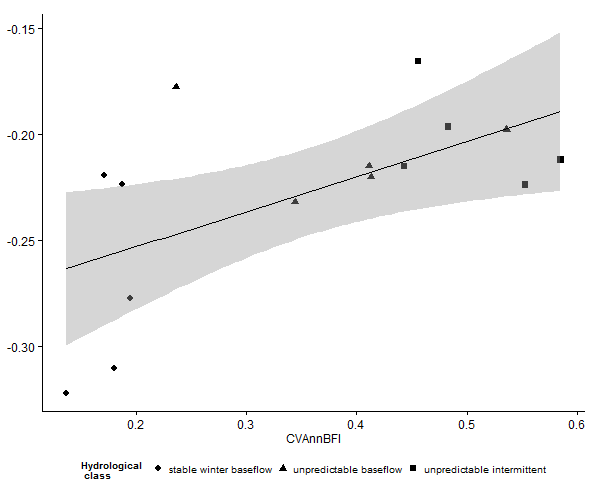 -0.15
-0.20
-0.25
-0.30
0.2 0.3 0.4 0.5 0.6
CVAnnBFI
Hydrological
class
stable winter baseflow unpredictable baseflow unpredictable intermittent